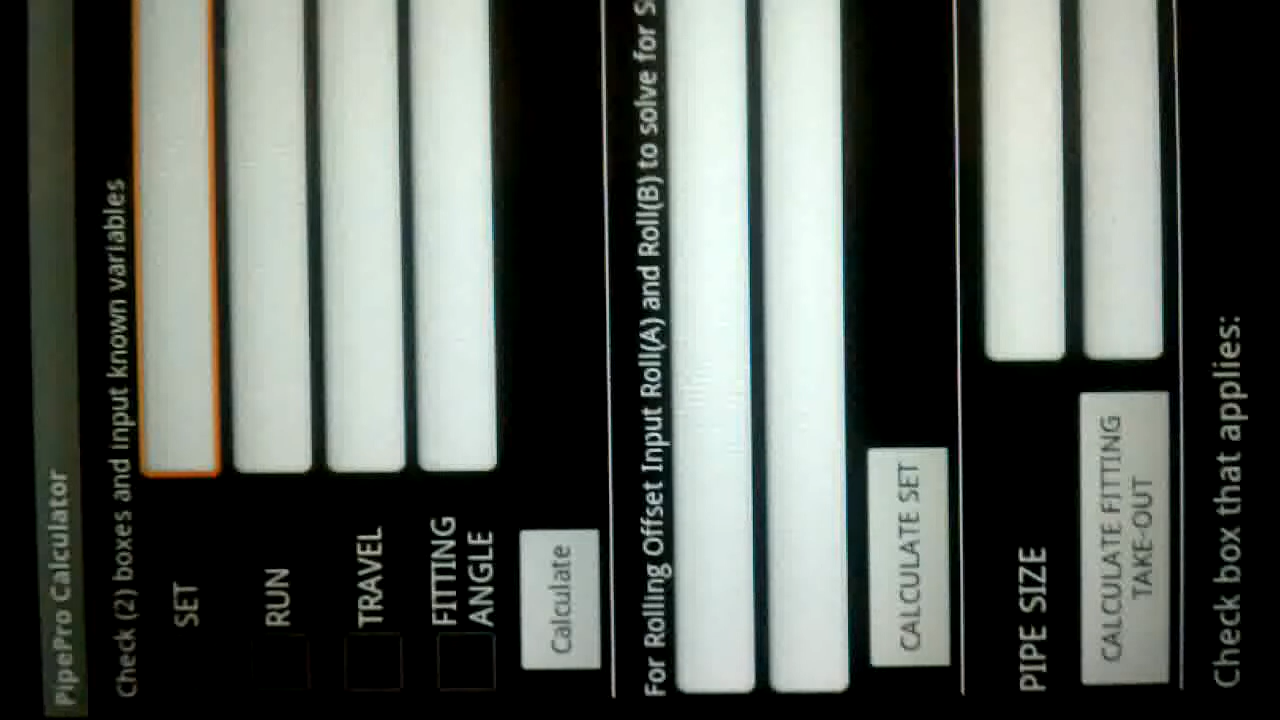 PipePro Calculator
Check (2) boxes and input known variables
SET
RUN
TRAVEL
FITTING
ANGLE
Calculate
For Rolling Offset Input Roll(A) and Roll(B) to solve for
CALCULATE SET
PIPE SIZE
CALCULATE FITTING
TAKE-OUT
Check box that applies: